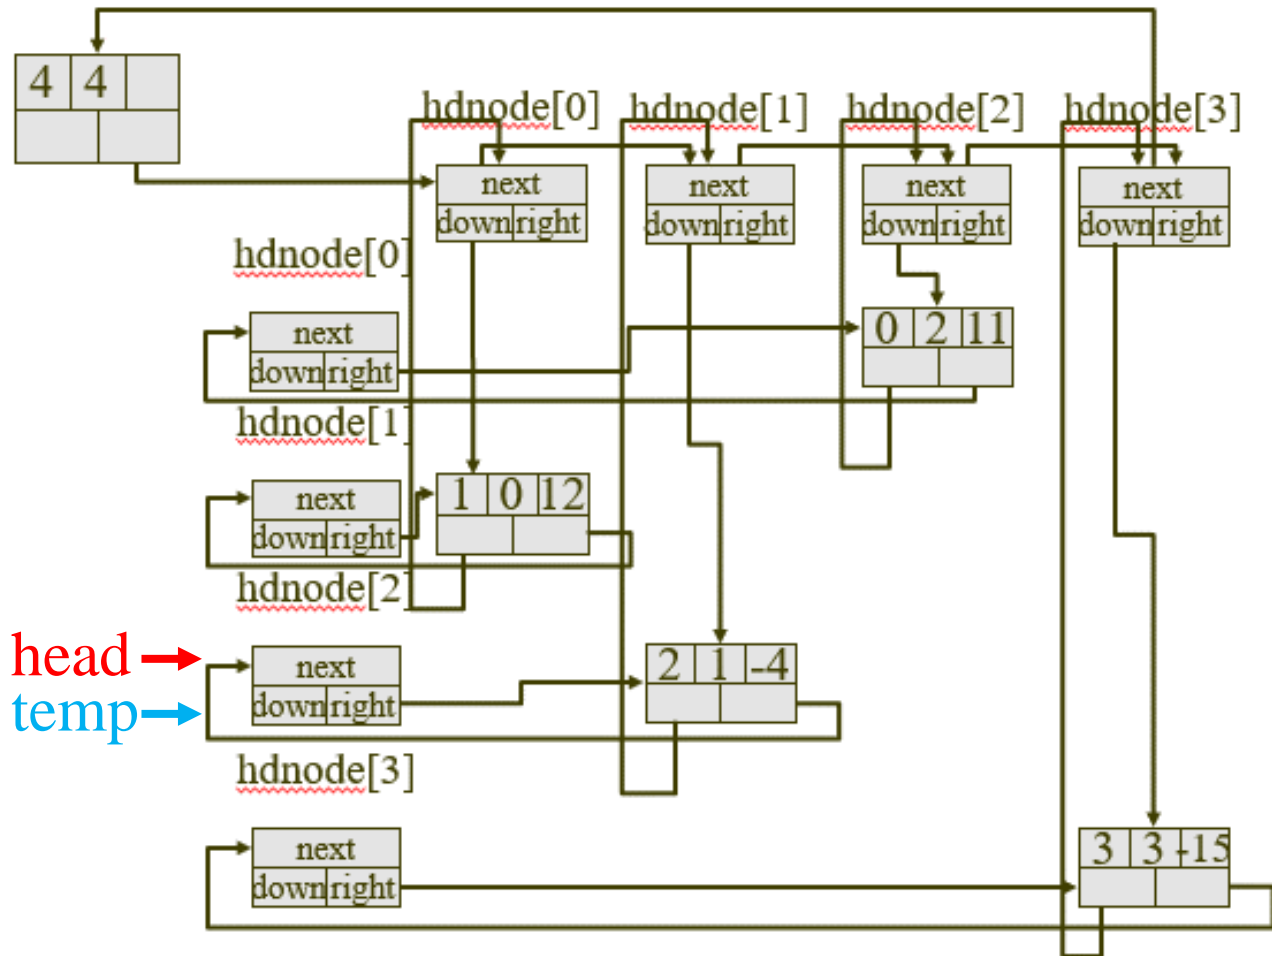 4 4
hdnode[0] hdnode[1] hdnode[2] hdnode[3]
next next next next
down right down right down right down right
hdnode[0]
next 0 2 11
down right
hdnode[1]
next 1 0 12
down right
hdnode[2]
head next 2 1 -4
temp down right
hdnode[3]
next 3 3 -15
down right